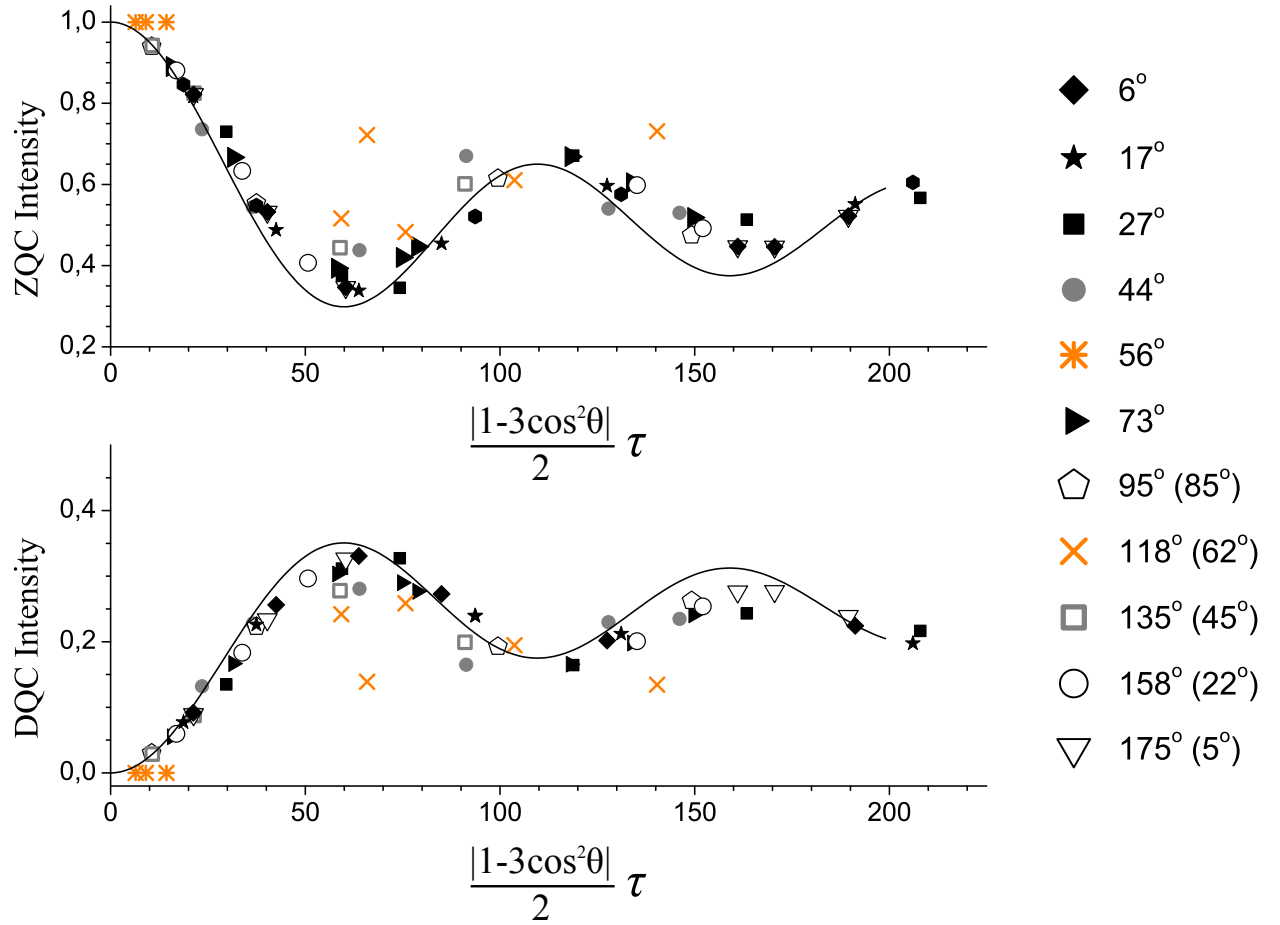 1,0
0,8
0,6
0,4
0,2
ZQC Intensity
0 50 100 150 200
|1-3cos²θ|
2
τ
0,4
0,2
0,0
DQC Intensity
0 50 100 150 200
|1-3cos²θ|
2
τ
6°
17°
27°
44°
56°
73°
95° (85°)
118° (62°)
135° (45°)
158° (22°)
175° (5°)